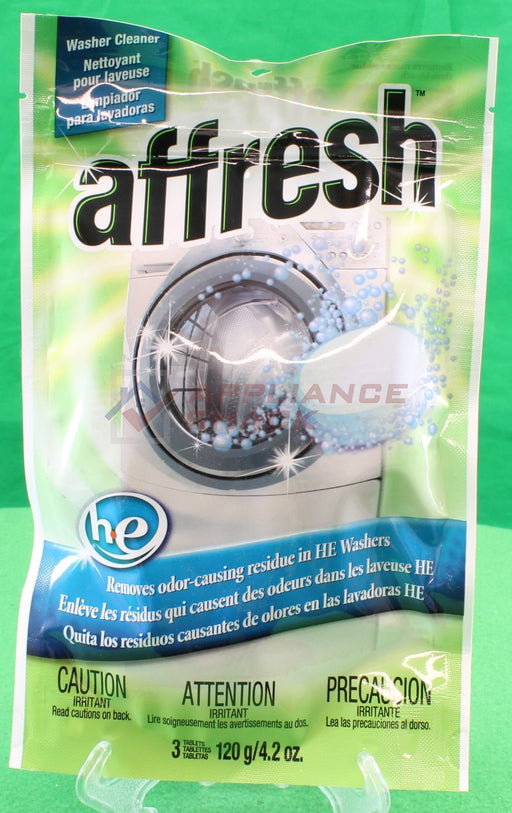 Washer Cleaner
Nettoyant
pour laveuse
Limpiador
para lavadoras
affresh™
APPLIANCE
he
Removes odor-causing residue in HE Washers
Enlève les résidus qui causent des odeurs dans les laveuse HE
Quita los residuos causantes de olores en las lavadoras HE
CAUTION
IRRITANT
Read cautions on back.
ATTENTION
IRRITANT
Lire soigneusement les avertissements au dos.
PRECAUCION
IRRITANTE
Lea las precauciones al dorso.
3 TABLETS
TABLETTES
TABLETAS
120 g/4.2 oz.